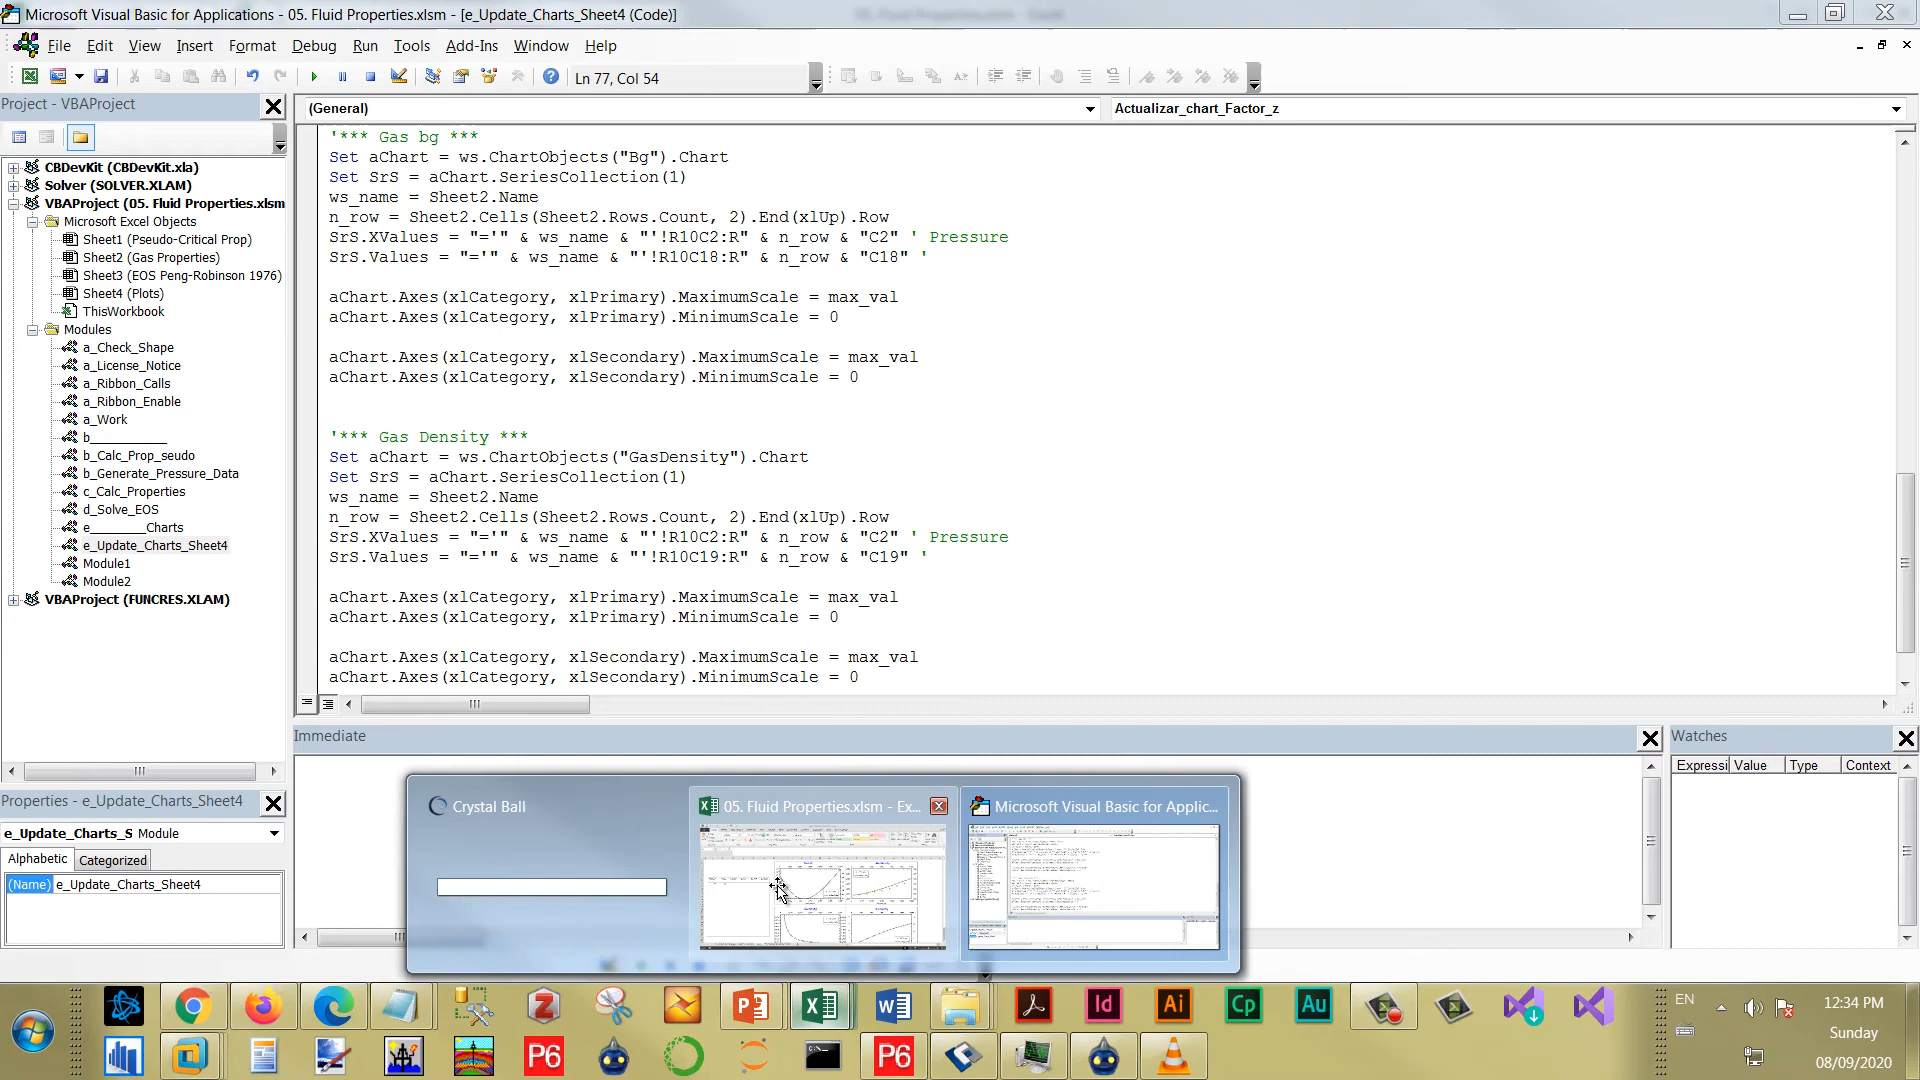 Microsoft Visual Basic for Applications - 05. Fluid Properties.xlsm - [e_Update_Charts_Sheet4 (Code)]
File Edit View Insert Format Debug Run Tools Add-Ins Window Help
Ln 77, Col 54
Project - VBAProject
(General)
Actualizar_chart_Factor_z
CBDevKit (CBDevKit.xla)
Solver (SOLVER.XLAM)
VBAProject (05. Fluid Properties.xlsm
Microsoft Excel Objects
Sheet1 (Pseudo-Critical Prop)
Sheet2 (Gas Properties)
Sheet3 (EOS Peng-Robinson 1976)
Sheet4 (Plots)
ThisWorkbook
Modules
a_Check_Shape
a_License_Notice
a_Ribbon_Calls
a_Ribbon_Enable
a_Work
b___________
b_Calc_Prop_seudo
b_Generate_Pressure_Data
c_Calc_Properties
d_Solve_EOS
e________Charts
e_Update_Charts_Sheet4
Module1
Module2
VBAProject (FUNCRES.XLAM)
'*** Gas bg ***
Set aChart = ws.ChartObjects("Bg").Chart
Set SrS = aChart.SeriesCollection(1)
ws_name = Sheet2.Name
n_row = Sheet2.Cells(Sheet2.Rows.Count, 2).End(xlUp).Row
SrS.XValues = "='" & ws_name & "'!R10C2:R" & n_row & "C2" ' Pressure
SrS.Values = "='" & ws_name & "'!R10C18:R" & n_row & "C18" '
aChart.Axes(xlCategory, xlPrimary).MaximumScale = max_val
aChart.Axes(xlCategory, xlPrimary).MinimumScale = 0
aChart.Axes(xlCategory, xlSecondary).MaximumScale = max_val
aChart.Axes(xlCategory, xlSecondary).MinimumScale = 0
'*** Gas Density ***
Set aChart = ws.ChartObjects("GasDensity").Chart
Set SrS = aChart.SeriesCollection(1)
ws_name = Sheet2.Name
n_row = Sheet2.Cells(Sheet2.Rows.Count, 2).End(xlUp).Row
SrS.XValues = "='" & ws_name & "'!R10C2:R" & n_row & "C2" ' Pressure
SrS.Values = "='" & ws_name & "'!R10C19:R" & n_row & "C19" '
aChart.Axes(xlCategory, xlPrimary).MaximumScale = max_val
aChart.Axes(xlCategory, xlPrimary).MinimumScale = 0
aChart.Axes(xlCategory, xlSecondary).MaximumScale = max_val
aChart.Axes(xlCategory, xlSecondary).MinimumScale = 0
Immediate
Watches
Expressi Value Type Context
Properties - e_Update_Charts_Sheet4
e_Update_Charts_S Module
Alphabetic Categorized
(Name) e_Update_Charts_Sheet4
Crystal Ball
05. Fluid Properties.xlsm - Ex...
Microsoft Visual Basic for Applic...
Id Ai Cp Au
P6
P6
EN
12:34 PM
Sunday
08/09/2020